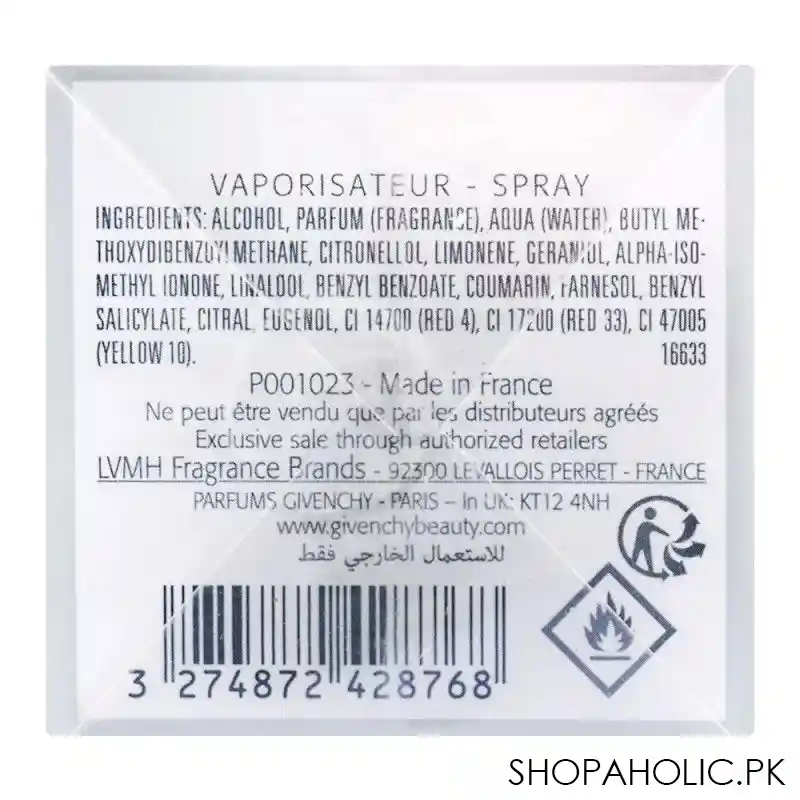 VAPORISATEUR - SPRAY
INGREDIENTS: ALCOHOL, PARFUM (FRAGRANCE), AQUA (WATER), BUTYL ME-
THOXYDIBENZOYLMETHANE, CITRONELLOL, LIMONENE, GERANIOL, ALPHA-ISO-
METHYL IONONE, LINALOOL, BENZYL BENZOATE, COUMARIN, FARNESOL, BENZYL
SALICYLATE, CITRAL, EUGENOL, CI 14700 (RED 4), CI 17200 (RED 33), CI 47005
(YELLOW 10). 16633
P001023 - Made in France
Ne peut être vendu que par les distributeurs agréés
Exclusive sale through authorized retailers
LVMH Fragrance Brands - 92300 LEVALLOIS PERRET - FRANCE
PARFUMS GIVENCHY - PARIS – In UK: KT12 4NH
www.givenchybeauty.com
للاستعمال الخارجي فقط
3 274872 428768
SHOPAHOLIC.PK